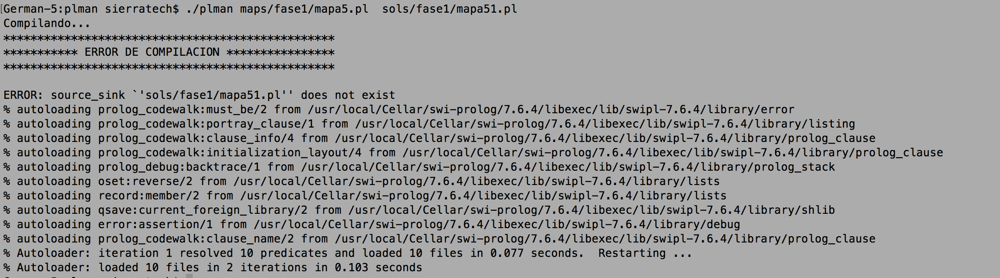 [German-5:plman sierratech$ ./plman maps/fase1/mapa5.pl  sols/fase1/mapa51.pl
Compilando...
*************************************************
*********** ERROR DE COMPILACION ****************
*************************************************
ERROR: source_sink `'sols/fase1/mapa51.pl'' does not exist
% autoloading prolog_codewalk:must_be/2 from /usr/local/Cellar/swi-prolog/7.6.4/libexec/lib/swipl-7.6.4/library/error
% autoloading prolog_codewalk:portray_clause/1 from /usr/local/Cellar/swi-prolog/7.6.4/libexec/lib/swipl-7.6.4/library/listing
% autoloading prolog_codewalk:clause_info/4 from /usr/local/Cellar/swi-prolog/7.6.4/libexec/lib/swipl-7.6.4/library/prolog_clause
% autoloading prolog_codewalk:initialization_layout/4 from /usr/local/Cellar/swi-prolog/7.6.4/libexec/lib/swipl-7.6.4/library/prolog_clause
% autoloading prolog_debug:backtrace/1 from /usr/local/Cellar/swi-prolog/7.6.4/libexec/lib/swipl-7.6.4/library/prolog_stack
% autoloading oset:reverse/2 from /usr/local/Cellar/swi-prolog/7.6.4/libexec/lib/swipl-7.6.4/library/lists
% autoloading record:member/2 from /usr/local/Cellar/swi-prolog/7.6.4/libexec/lib/swipl-7.6.4/library/lists
% autoloading qsave:current_foreign_library/2 from /usr/local/Cellar/swi-prolog/7.6.4/libexec/lib/swipl-7.6.4/library/shlib
% autoloading error:assertion/1 from /usr/local/Cellar/swi-prolog/7.6.4/libexec/lib/swipl-7.6.4/library/debug
% autoloading prolog_codewalk:clause_name/2 from /usr/local/Cellar/swi-prolog/7.6.4/libexec/lib/swipl-7.6.4/library/prolog_clause
% Autoloader: iteration 1 resolved 10 predicates and loaded 10 files in 0.077 seconds.  Restarting ...
% Autoloader: loaded 10 files in 2 iterations in 0.103 seconds